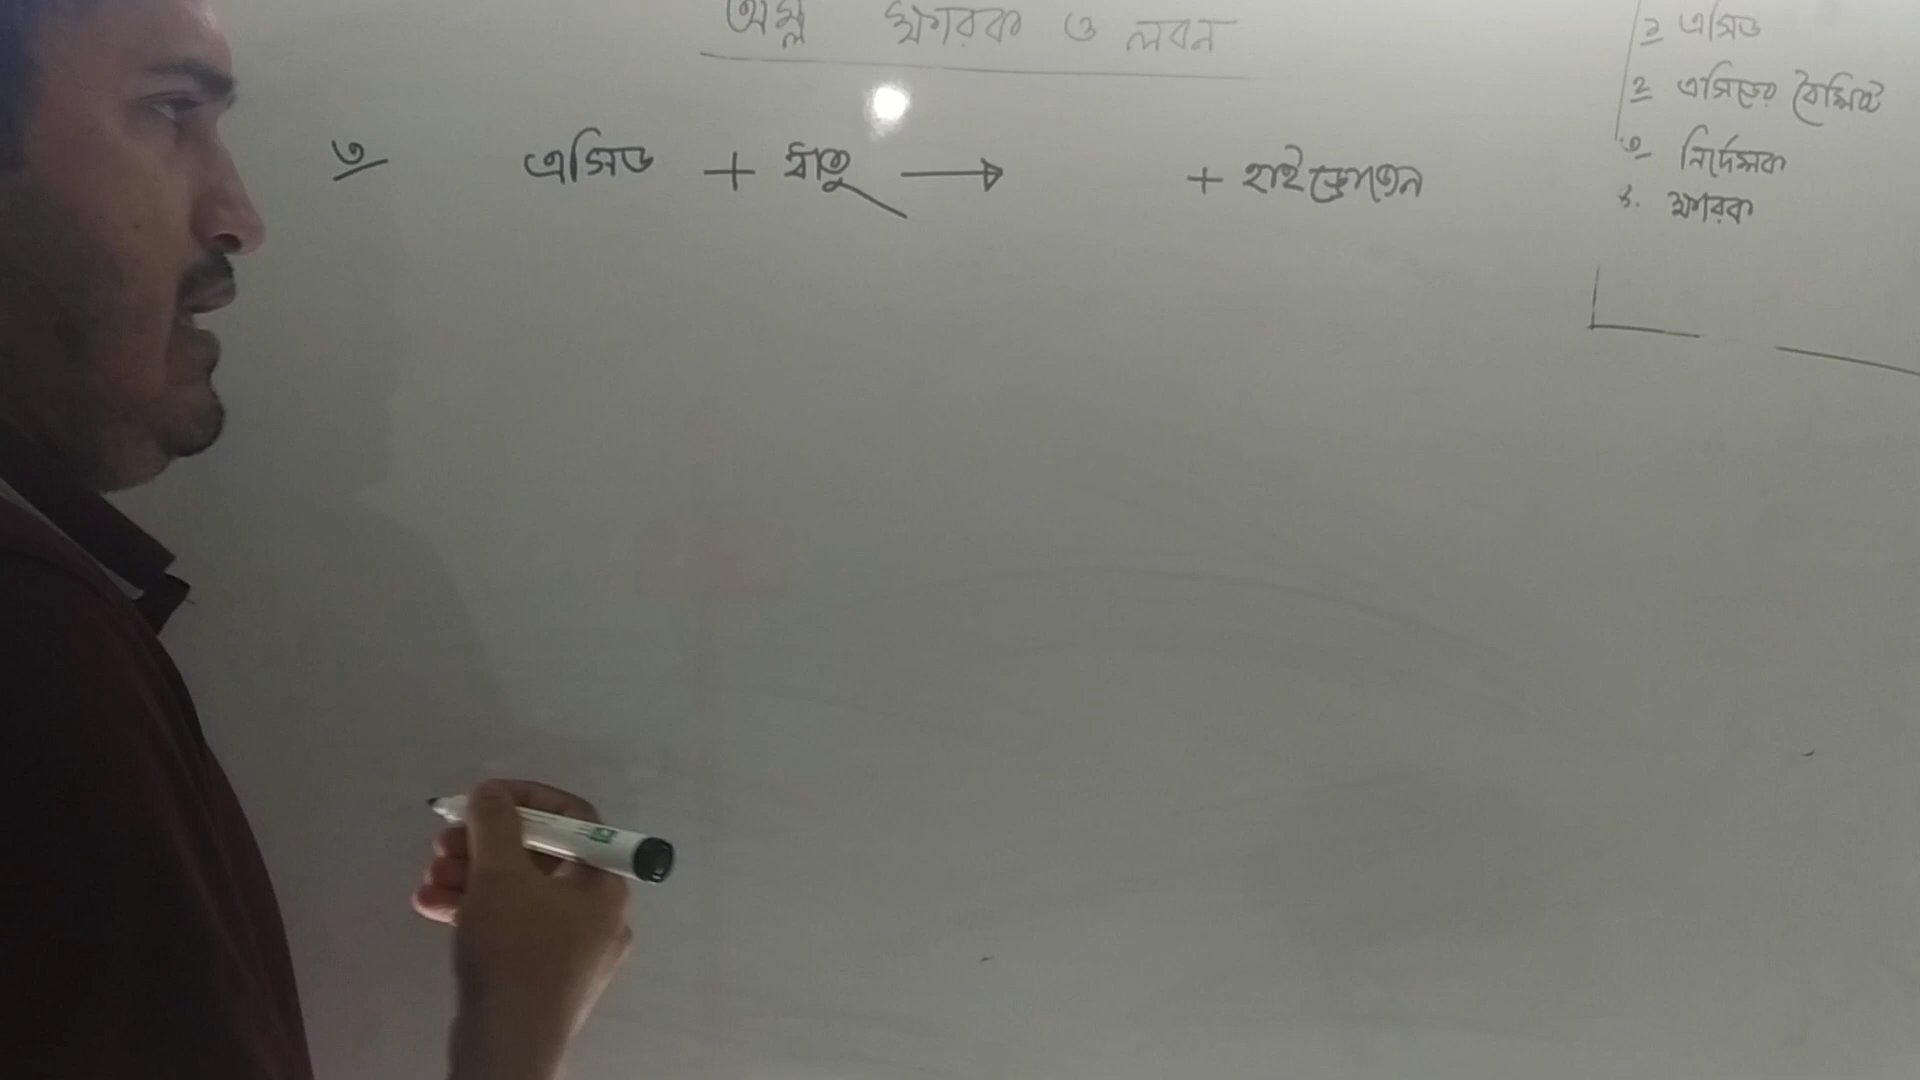 অম্ল ক্ষারক ও লবন
৩ এসিড + ধাতু → + হাইড্রোজেন
১ এসিড
২ এসিডের বৈশিষ্ট
৩ নির্দেশক
৪. ক্ষারক